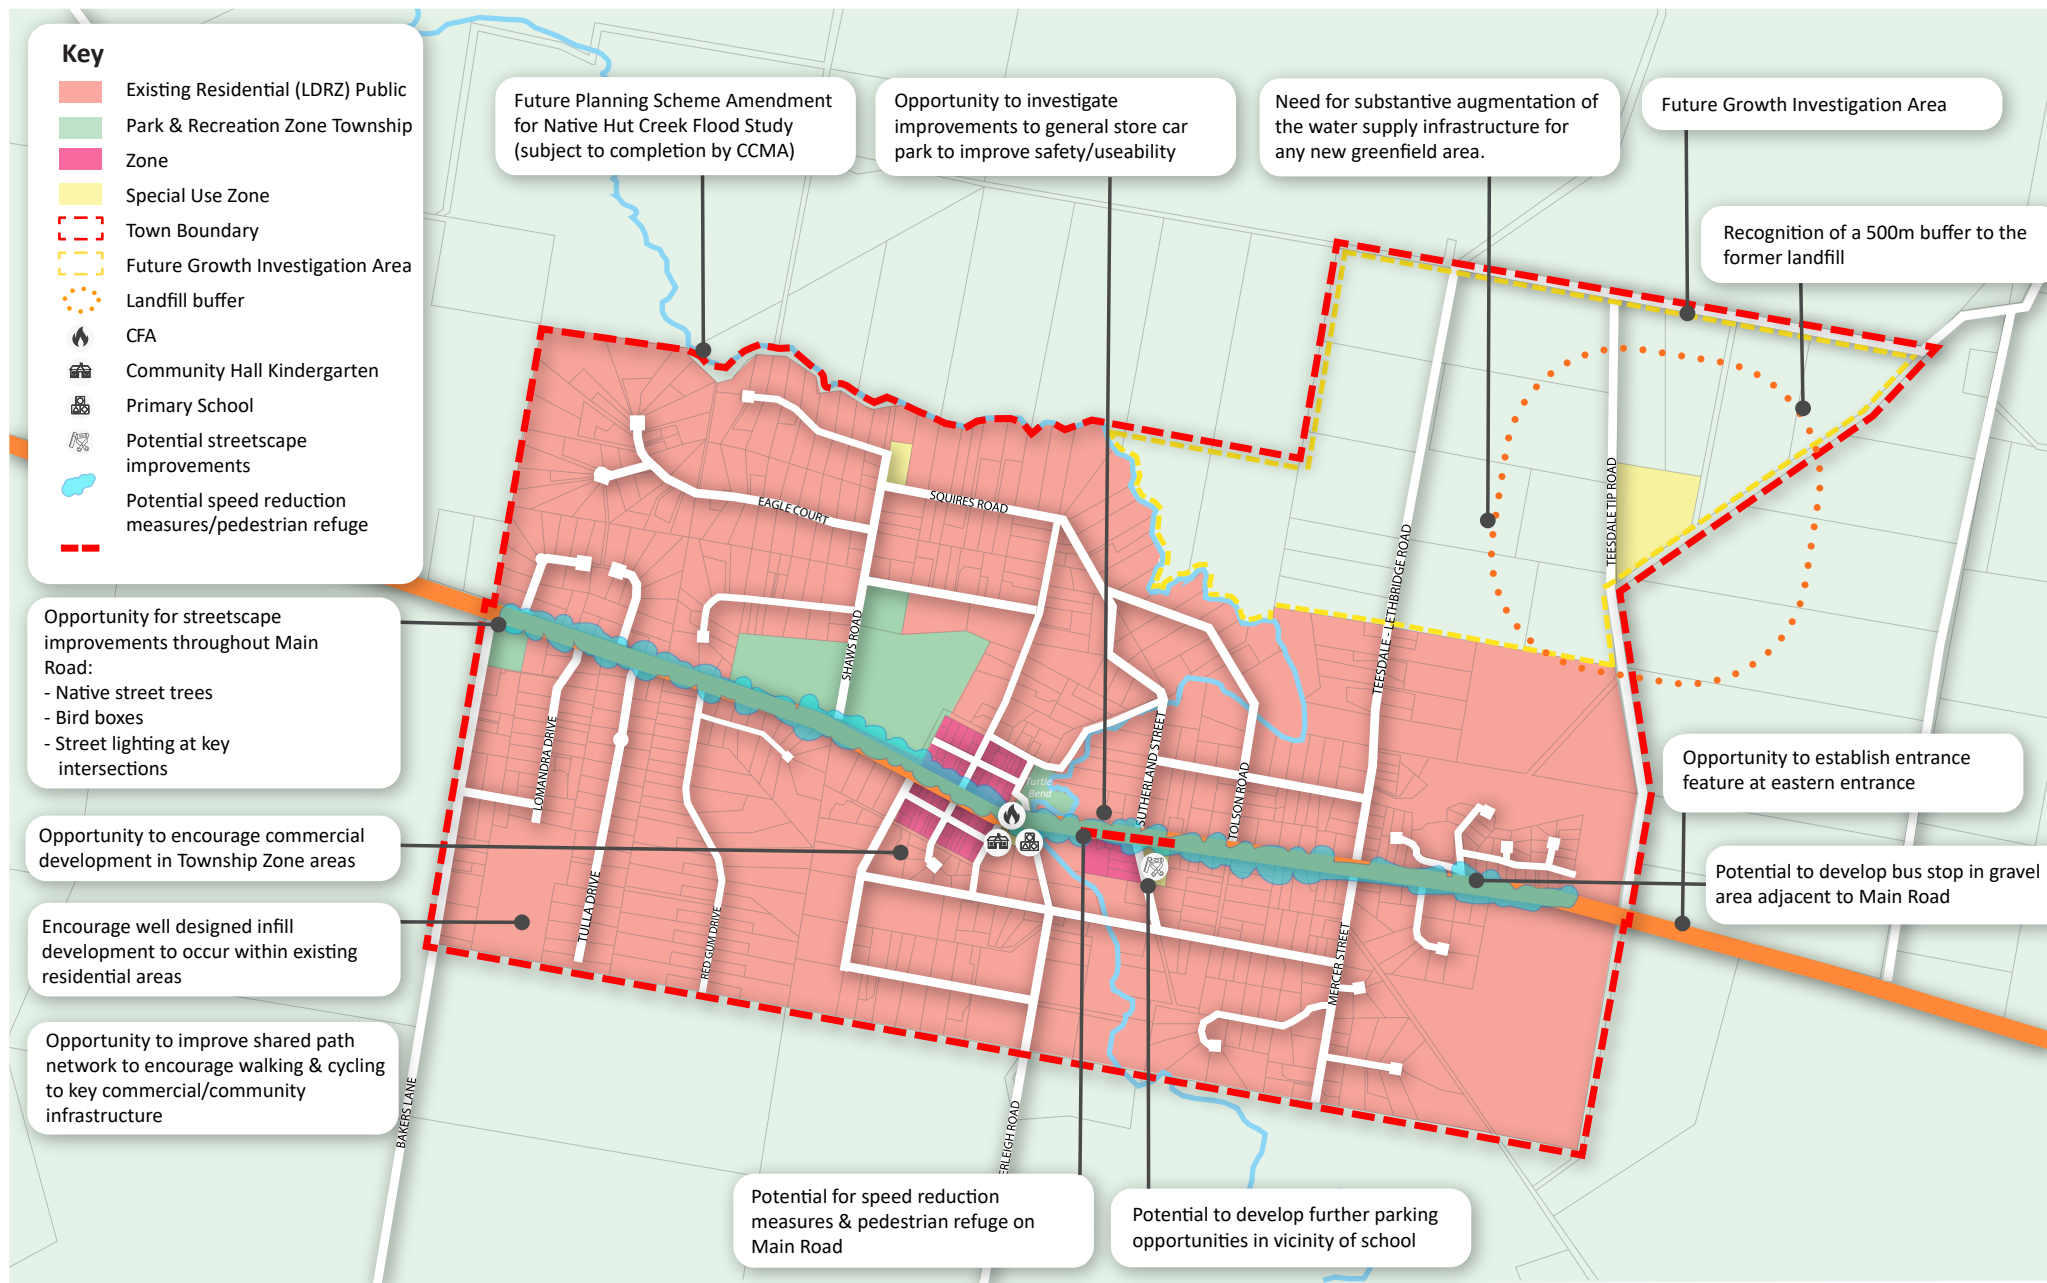 Key
Existing Residential (LDRZ) Public
Park & Recreation Zone Township
Zone
Special Use Zone
Town Boundary
Future Growth Investigation Area
Landfill buffer
CFA
Community Hall Kindergarten
Primary School
Potential streetscape
improvements
Potential speed reduction
measures/pedestrian refuge
Future Planning Scheme Amendment
for Native Hut Creek Flood Study
(subject to completion by CCMA)
Opportunity to investigate
improvements to general store car
park to improve safety/useability
Need for substantive augmentation of
the water supply infrastructure for
any new greenfield area.
Future Growth Investigation Area
Recognition of a 500m buffer to the
former landfill
Opportunity for streetscape
improvements throughout Main
Road:
- Native street trees
- Bird boxes
- Street lighting at key
intersections
Opportunity to encourage commercial
development in Township Zone areas
Encourage well designed infill
development to occur within existing
residential areas
Opportunity to improve shared path
network to encourage walking & cycling
to key commercial/community
infrastructure
Opportunity to establish entrance
feature at eastern entrance
Potential to develop bus stop in gravel
area adjacent to Main Road
Potential for speed reduction
measures & pedestrian refuge on
Main Road
Potential to develop further parking
opportunities in vicinity of school
EAGLE COURT
SQUIRES ROAD
SHAWS ROAD
LOMANDRA DRIVE
TULLA DRIVE
RED GUM DRIVE
BAKERS LANE
ERLEIGH ROAD
Turtle
Bend
SUTHERLAND STREET
TOLSON ROAD
TEESDALE - LETHBRIDGE ROAD
TEESDALE TIP ROAD
MERCER STREET